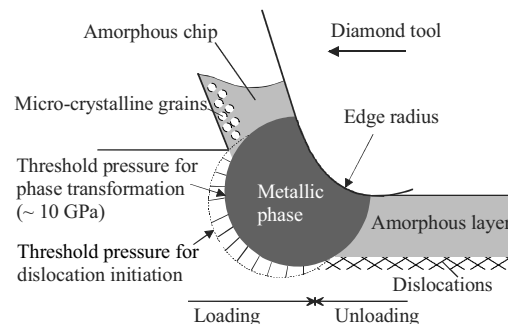 Diamond tool
Amorphous chip
Micro-crystalline grains
Edge radius
Threshold pressure for
phase transformation
(~ 10 GPa)
Metallic
phase
Threshold pressure for
dislocation initiation
Amorphous layer
Dislocations
Loading
Unloading